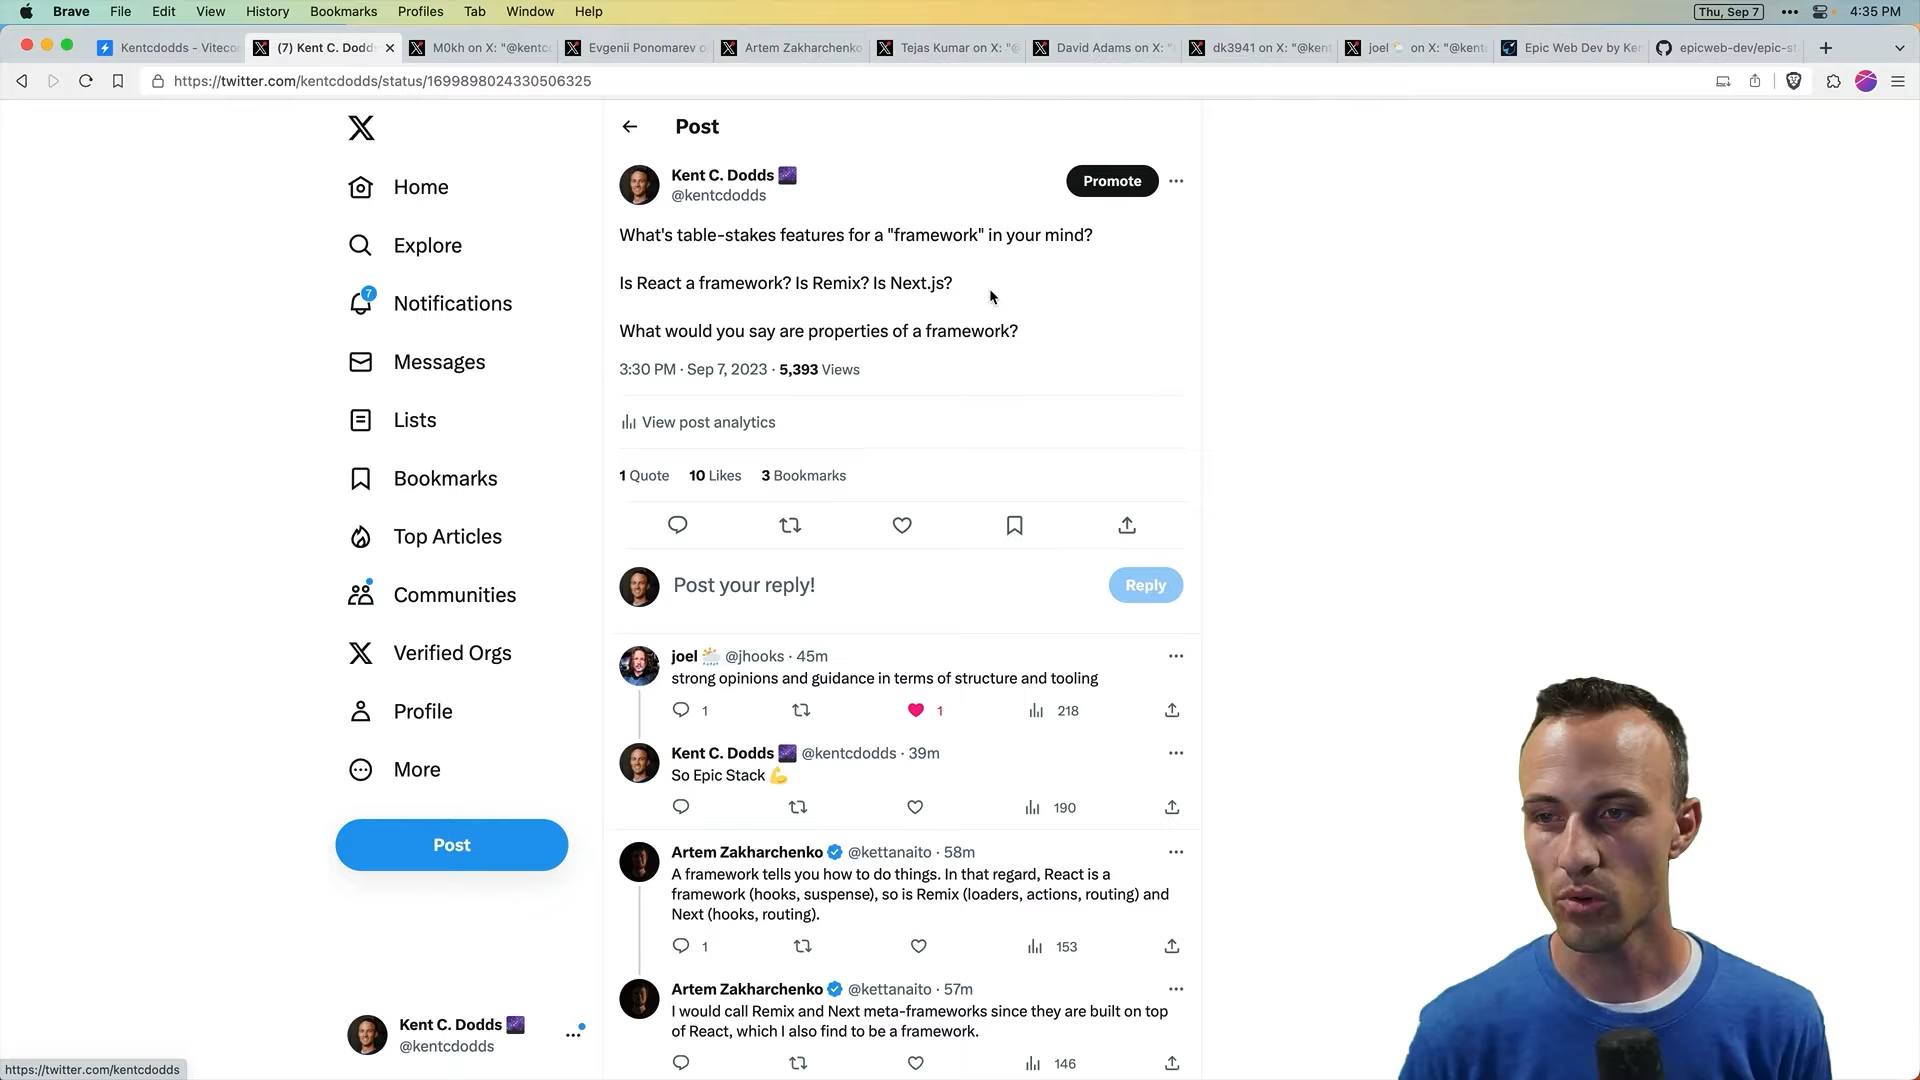 Brave File Edit View History Bookmarks Profiles Tab Window Help Thu, Sep 7 4:35 PM
Kentcdodds - Viteco (7) Kent C. Dodds M0kh on X: "@kentc Evgenii Ponomarev o Artem Zakharchenko Tejas Kumar on X: "@ David Adams on X: " dk3941 on X: "@kent joel 🌦️ on X: "@kent Epic Web Dev by Ken epicweb-dev/epic-st
https://twitter.com/kentcdodds/status/1699898024330506325
Post
Home
Explore
7
Notifications
Messages
Lists
Bookmarks
Top Articles
Communities
Verified Orgs
Profile
More
Post
Kent C. Dodds
@kentcdodds
https://twitter.com/kentcdodds
Kent C. Dodds
@kentcdodds
Promote
What's table-stakes features for a "framework" in your mind?
Is React a framework? Is Remix? Is Next.js?
What would you say are properties of a framework?
3:30 PM · Sep 7, 2023 · 5,393 Views
View post analytics
1 Quote 10 Likes 3 Bookmarks
Post your reply!
Reply
joel 🌦️ @jhooks · 45m
strong opinions and guidance in terms of structure and tooling
1 1 218
Kent C. Dodds @kentcdodds · 39m
So Epic Stack 💪
190
Artem Zakharchenko @kettanaito · 58m
A framework tells you how to do things. In that regard, React is a
framework (hooks, suspense), so is Remix (loaders, actions, routing) and
Next (hooks, routing).
1 153
Artem Zakharchenko @kettanaito · 57m
I would call Remix and Next meta-frameworks since they are built on top
of React, which I also find to be a framework.
146